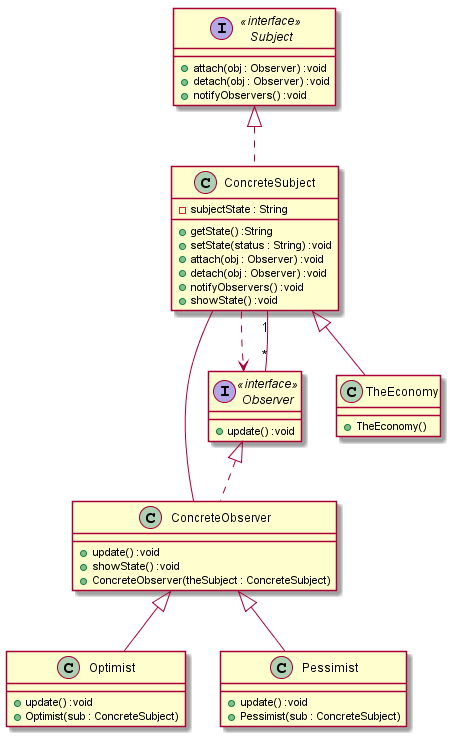 I «interface»
Subject
attach(obj : Observer) :void
detach(obj : Observer) :void
notifyObservers() :void
C ConcreteSubject
subjectState : String
getState() :String
setState(status : String) :void
attach(obj : Observer) :void
detach(obj : Observer) :void
notifyObservers() :void
showState() :void
1
*
I «interface»
Observer
update() :void
C TheEconomy
TheEconomy()
C ConcreteObserver
update() :void
showState() :void
ConcreteObserver(theSubject : ConcreteSubject)
C Optimist
update() :void
Optimist(sub : ConcreteSubject)
C Pessimist
update() :void
Pessimist(sub : ConcreteSubject)